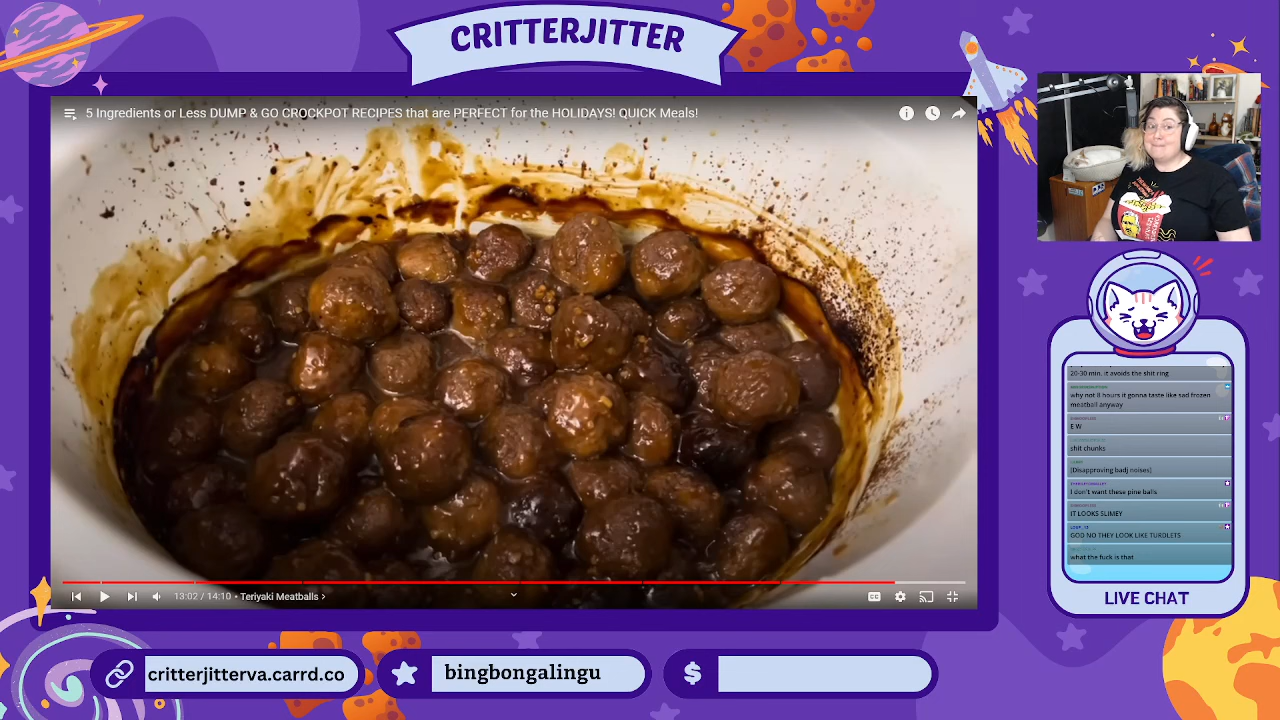 CRITTERJITTER
5 Ingredients or Less DUMP & GO CROCKPOT RECIPES that are PERFECT for the HOLIDAYS! QUICK Meals!
20-30 min. it avoids the shit ring
why not 8 hours it gonna taste like sad frozen
meatball anyway
E W
shit chunks
[Disapproving badj noises]
I don't want these pine balls
IT LOOKS SLIMEY
GOD NO THEY LOOK LIKE TURDLETS
what the fuck is that
LIVE CHAT
13:02 / 14:10 • Teriyaki Meatballs >
CC
critterjitterva.carrd.co
bingbongalingu
$